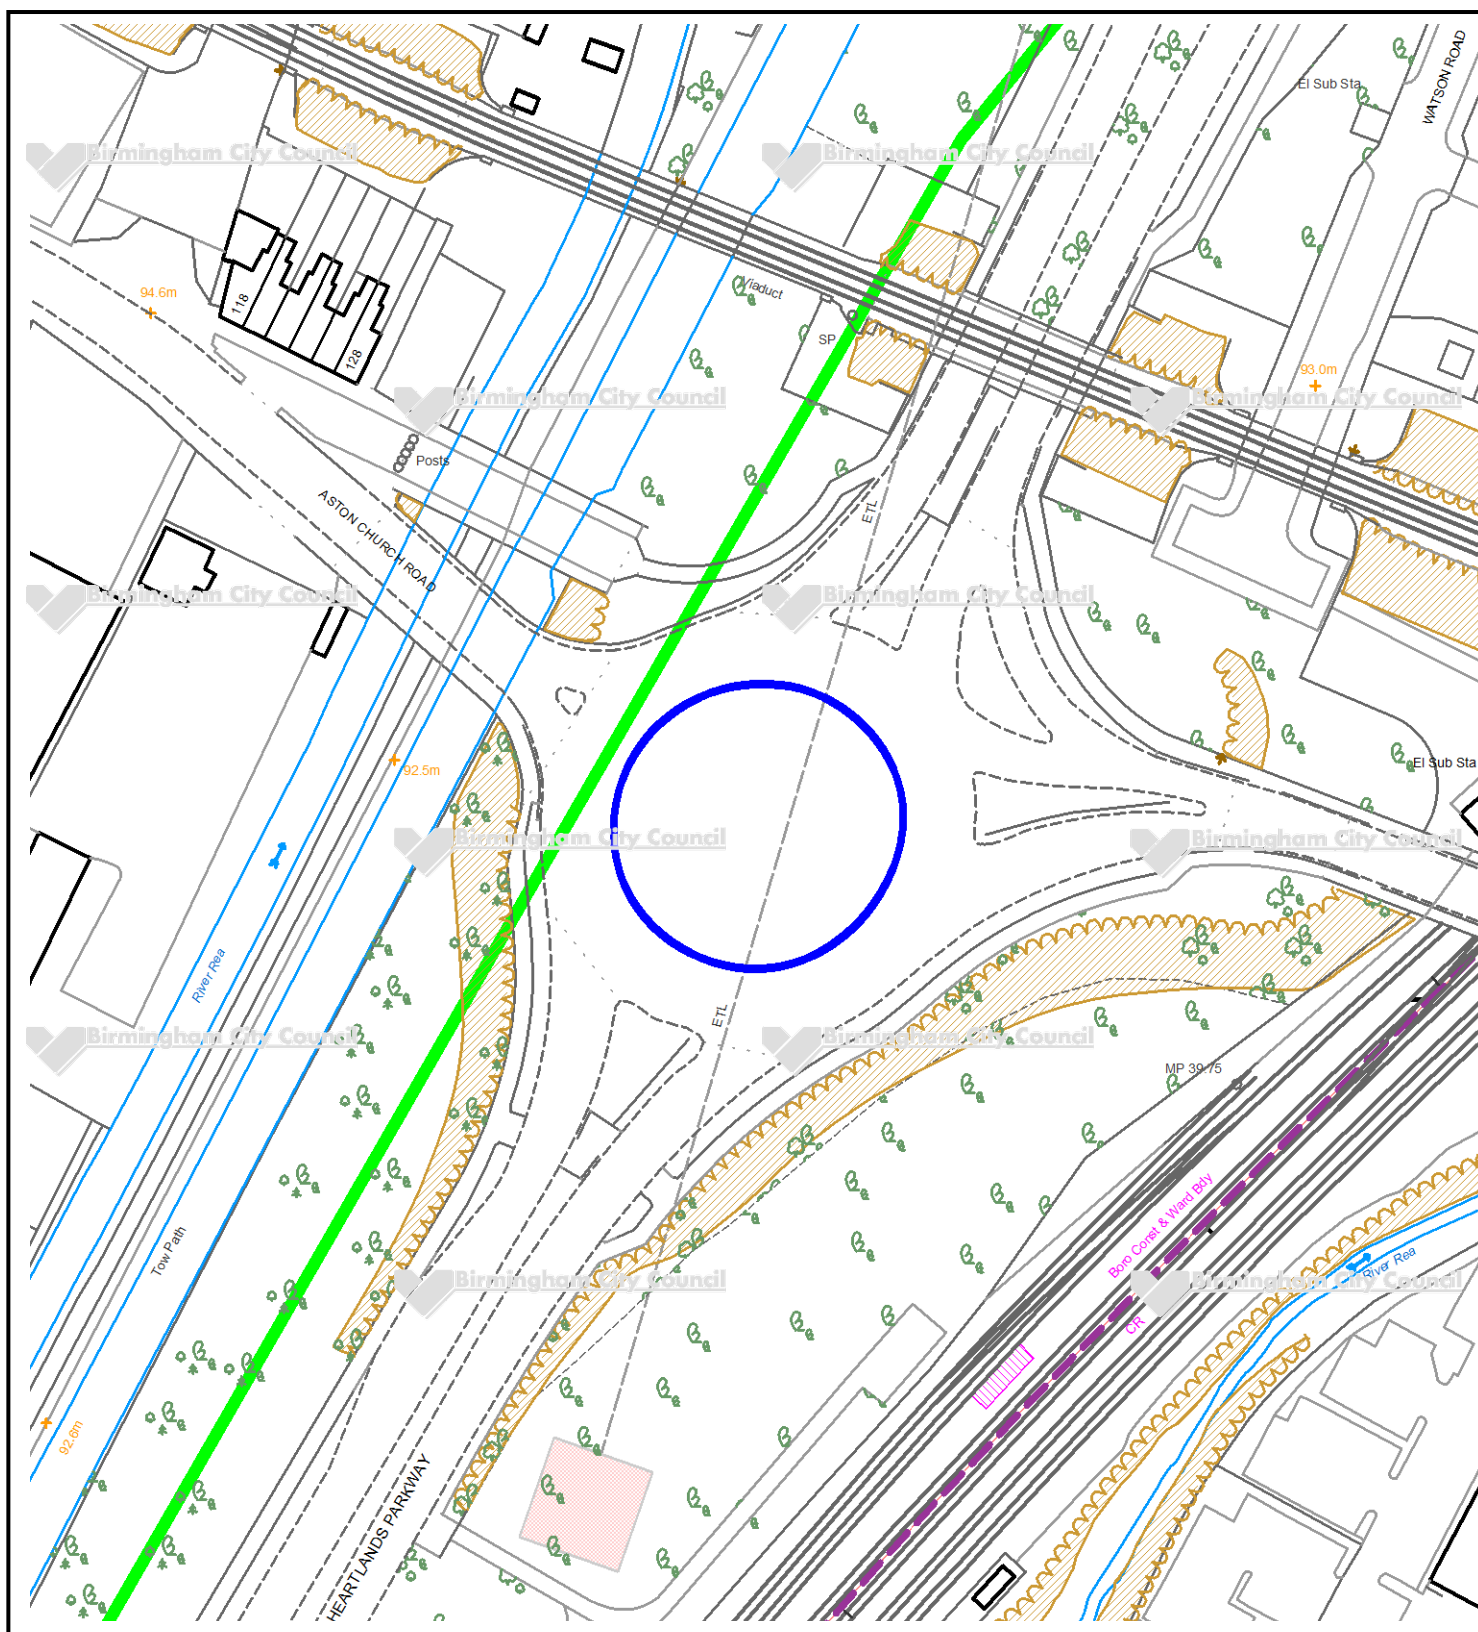 WATSON ROAD
El Sub Sta
Birmingham City Council
Birmingham City Council
94.6m
118
128
Viaduct
SP
93.0m
Birmingham City Council
Birmingham City Council
Posts
ETL
ASTON CHURCH ROAD
Birmingham City Council
Birmingham City Council
92.5m
El Sub Sta
Birmingham City Council
Birmingham City Council
River Rea
ETL
Birmingham City Council
Birmingham City Council
MP 39.75
Boro Const & Ward Bdy
Tow Path
River Rea
Birmingham City Council
Birmingham City Council
CR
92.6m
HEARTLANDS PARKWAY